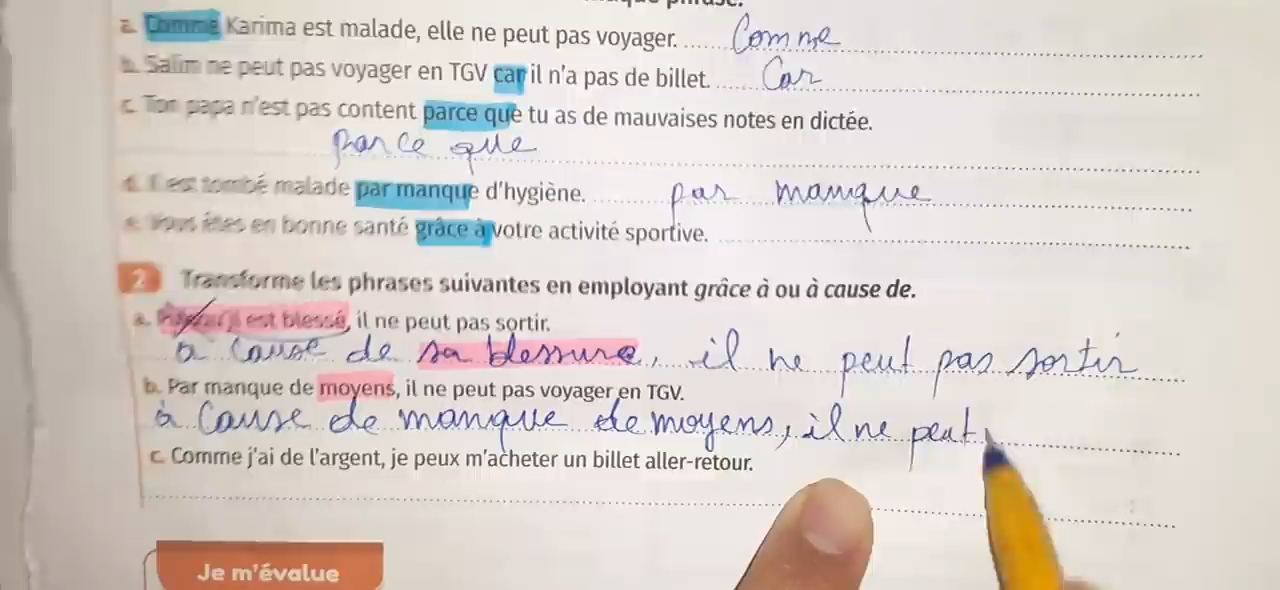 phrase.
a. Comme Karima est malade, elle ne peut pas voyager. Comme
b. Salim ne peut pas voyager en TGV car il n'a pas de billet. Car
c. Ton papa n'est pas content parce que tu as de mauvaises notes en dictée.
parce que
d. Il est tombé malade par manque d'hygiène. par manque
e. Vous êtes en bonne santé grâce à votre activité sportive.
2 Transforme les phrases suivantes en employant grâce à ou à cause de.
a. Puisqu'il est blessé, il ne peut pas sortir.
à cause de sa blessure, il ne peut pas sortir
b. Par manque de moyens, il ne peut pas voyager en TGV.
à cause de manque de moyens, il ne peut
c. Comme j'ai de l'argent, je peux m'acheter un billet aller-retour.
Je m'évalue